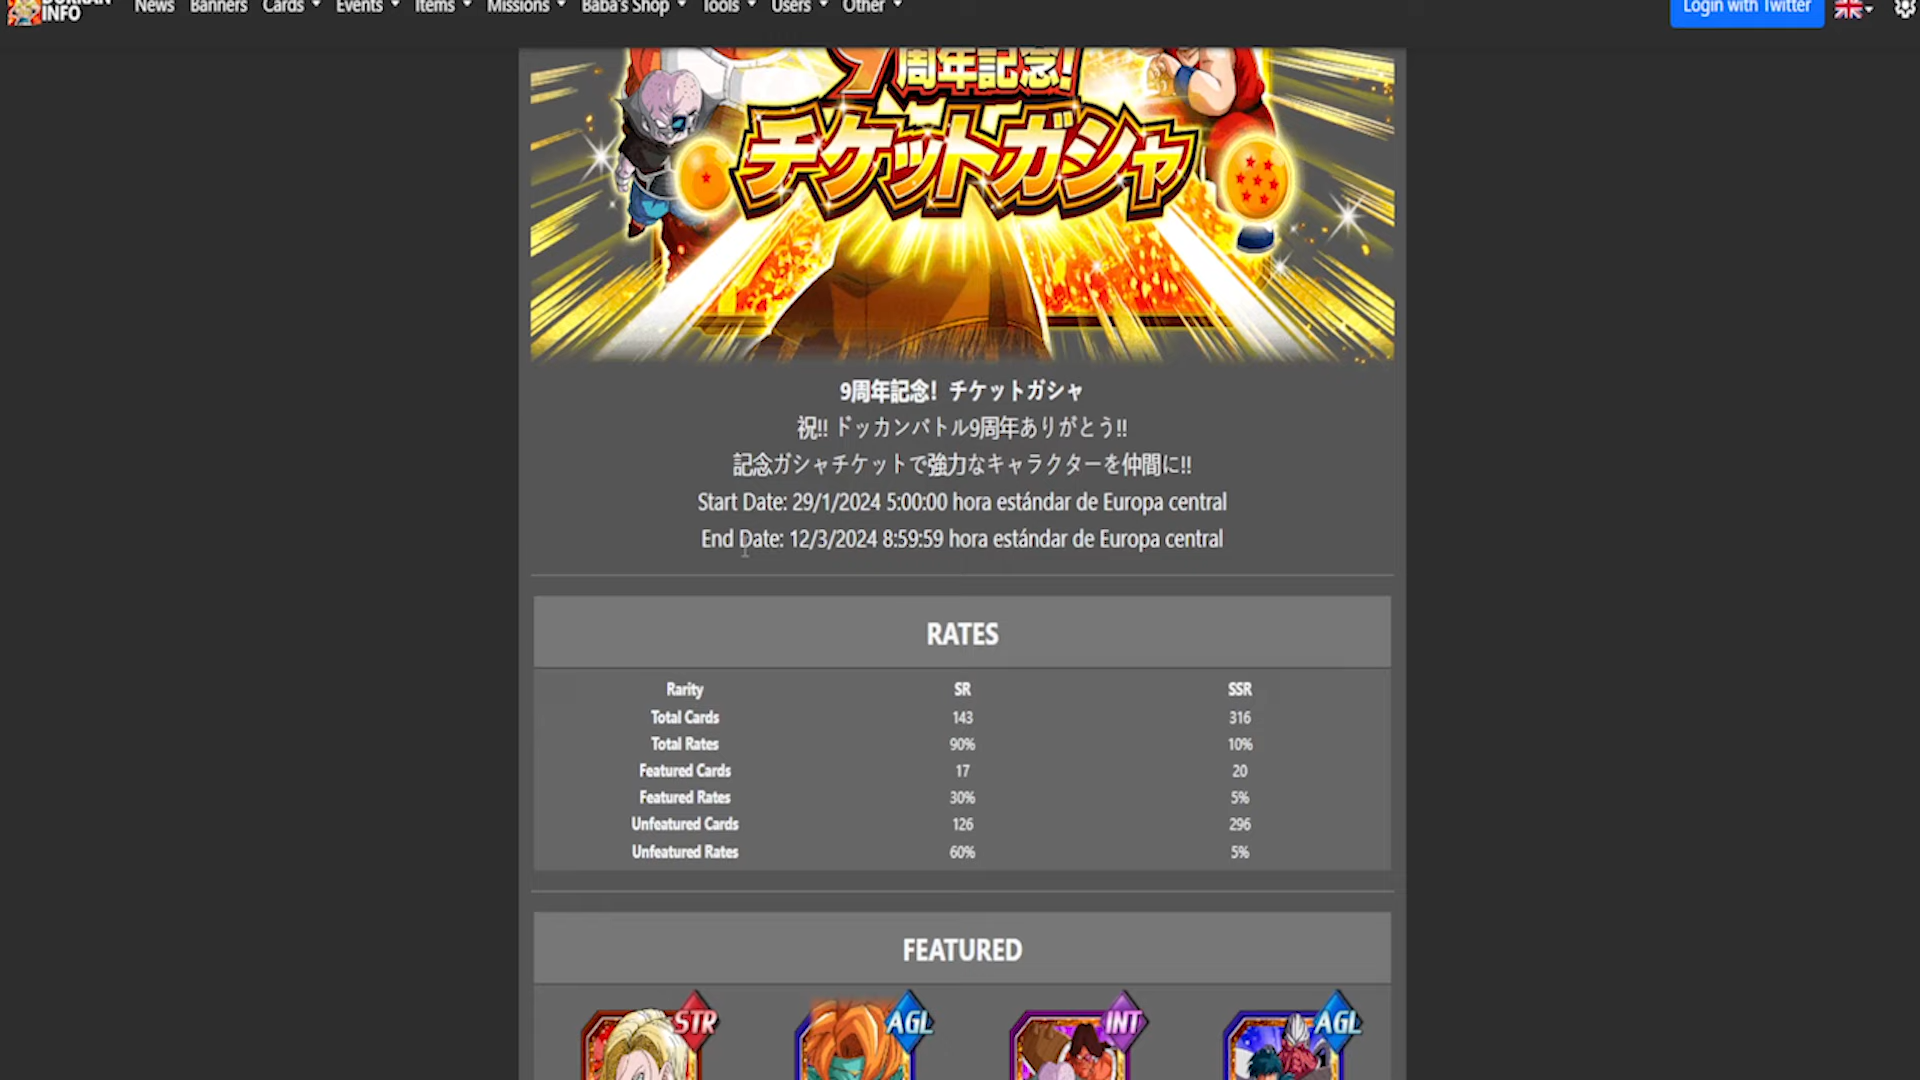 DOKKAN
INFO
News Banners Cards Events Items Missions Baba's Shop Tools Users Other
Login with Twitter
9周年記念!
チケットガシャ
9周年記念! チケットガシャ
祝!! ドッカンバトル9周年ありがとう!!
記念ガシャチケットで強力なキャラクターを仲間に!!
Start Date: 29/1/2024 5:00:00 hora estándar de Europa central
End Date: 12/3/2024 8:59:59 hora estándar de Europa central
RATES
Rarity SR SSR
Total Cards 143 316
Total Rates 90% 10%
Featured Cards 17 20
Featured Rates 30% 5%
Unfeatured Cards 126 296
Unfeatured Rates 60% 5%
FEATURED
STR AGL INT AGL